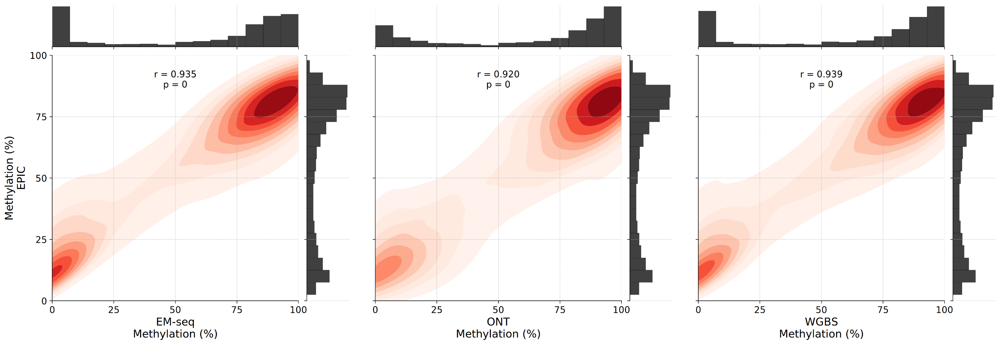 r = 0.935
p = 0
r = 0.920
p = 0
r = 0.939
p = 0
Methylation (%)
EPIC
100
75
50
25
0
0 25 50 75 100
0 25 50 75 100
0 25 50 75 100
EM-seq
Methylation (%)
ONT
Methylation (%)
WGBS
Methylation (%)